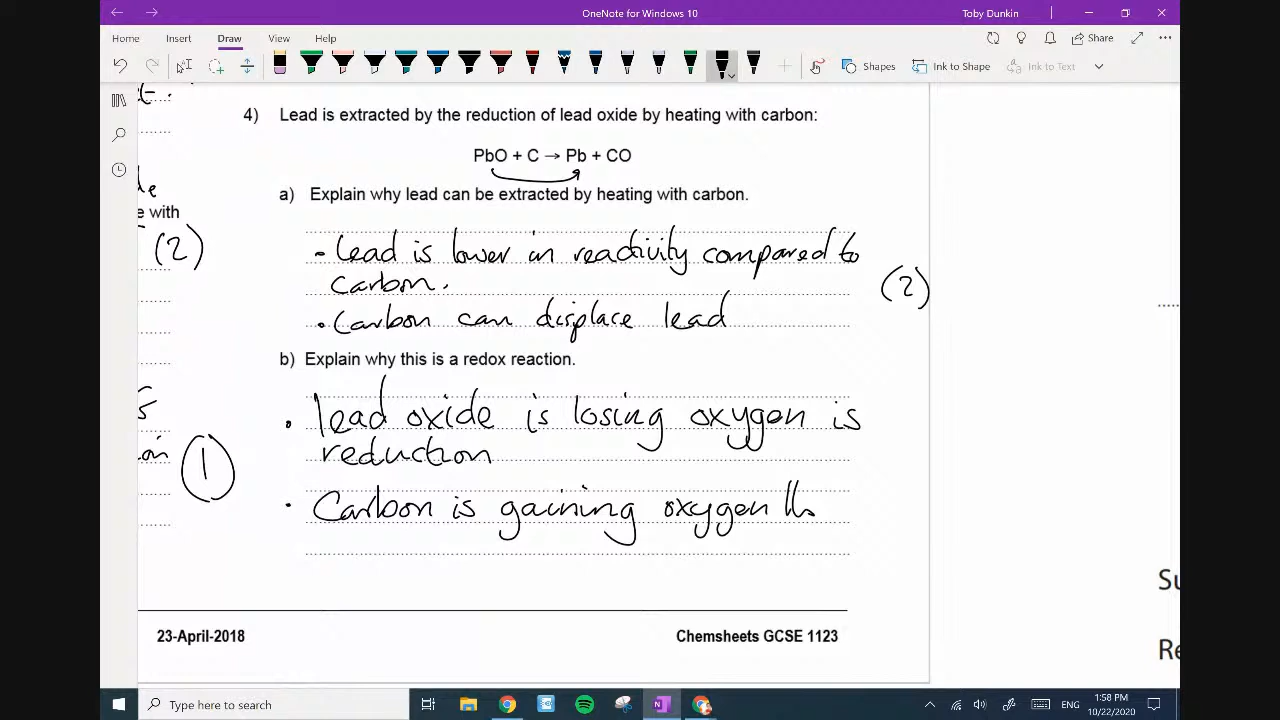 OneNote for Windows 10
Toby Dunkin
Home Insert Draw View Help
Share
Shapes Ink to Shape Ink to Text
4) Lead is extracted by the reduction of lead oxide by heating with carbon:
PbO + C → Pb + CO
a) Explain why lead can be extracted by heating with carbon.
e with
(2)
• Lead is lower in reactivity compared to
carbon.
(2)
• Carbon can displace lead
b) Explain why this is a redox reaction.
• lead oxide is losing oxygen is
reduction
1
• Carbon is gaining oxygen
23-April-2018
Chemsheets GCSE 1123
Su
Re
Type here to search
ENG
1:58 PM
10/22/2020